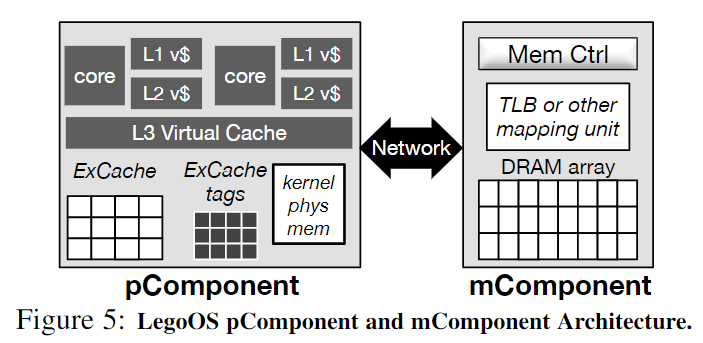 core
L1 v$
L2 v$
core
L1 v$
L2 v$
L3 Virtual Cache
ExCache
ExCache
tags
kernel
phys
mem
Network
Mem Ctrl
TLB or other
mapping unit
DRAM array
pComponent
mComponent
Figure 5: LegoOS pComponent and mComponent Architecture.